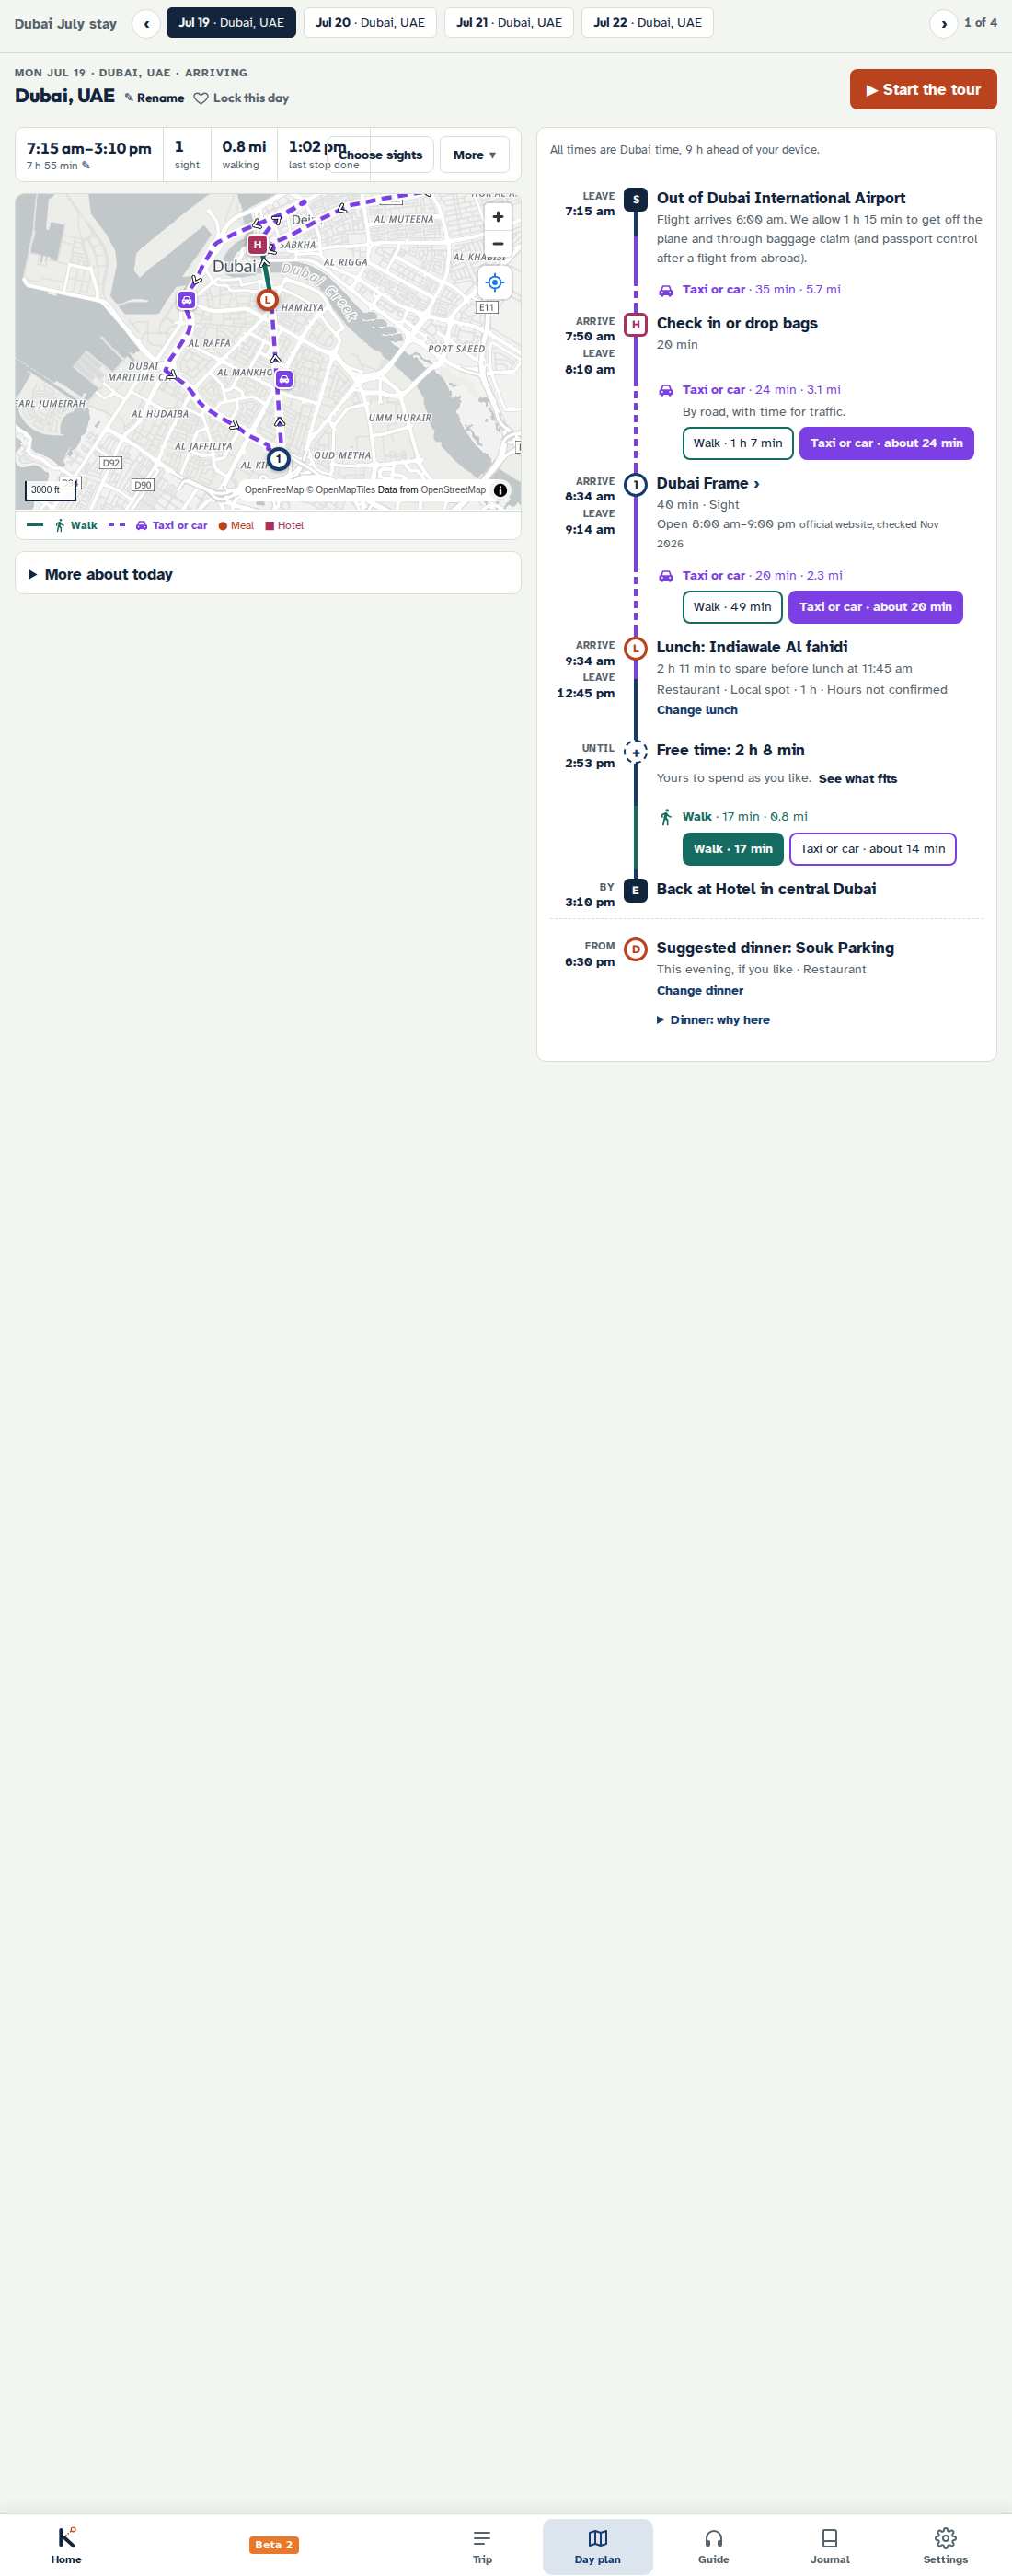 Dubai July stay
‹
Jul 19 · Dubai, UAE
Jul 20 · Dubai, UAE
Jul 21 · Dubai, UAE
Jul 22 · Dubai, UAE
›
1 of 4
MON JUL 19 · DUBAI, UAE · ARRIVING
Dubai, UAE
✎ Rename
Lock this day
▶ Start the tour
7:15 am–3:10 pm
7 h 55 min ✎
1
sight
0.8 mi
walking
1:02 pm
last stop done
Choose sights
More ▼
AL MUTEENA
SABKHA
H
Dubai
AL RIGGA
Dubai Creek
L
HAMRIYA
E11
AL RAFFA
PORT SAEED
DUBAI
AL MANKHO
AL HUDAIBA
UMM HURAIR
AL JAFFILIYA
OUD METHA
1
D92
D90
3000 ft
OpenFreeMap © OpenMapTiles Data from OpenStreetMap
Walk
Taxi or car
Meal
Hotel
▶ More about today
All times are Dubai time, 9 h ahead of your device.
LEAVE
7:15 am
S
Out of Dubai International Airport
Flight arrives 6:00 am. We allow 1 h 15 min to get off the
plane and through baggage claim (and passport control
after a flight from abroad).
Taxi or car · 35 min · 5.7 mi
ARRIVE
7:50 am
LEAVE
8:10 am
H
Check in or drop bags
20 min
Taxi or car · 24 min · 3.1 mi
By road, with time for traffic.
Walk · 1 h 7 min
Taxi or car · about 24 min
ARRIVE
8:34 am
LEAVE
9:14 am
1
Dubai Frame ›
40 min · Sight
Open 8:00 am–9:00 pm official website, checked Nov
2026
Taxi or car · 20 min · 2.3 mi
Walk · 49 min
Taxi or car · about 20 min
ARRIVE
9:34 am
LEAVE
12:45 pm
L
Lunch: Indiawale Al fahidi
2 h 11 min to spare before lunch at 11:45 am
Restaurant · Local spot · 1 h · Hours not confirmed
Change lunch
UNTIL
2:53 pm
+
Free time: 2 h 8 min
Yours to spend as you like. See what fits
Walk · 17 min · 0.8 mi
Walk · 17 min
Taxi or car · about 14 min
BY
3:10 pm
E
Back at Hotel in central Dubai
FROM
6:30 pm
D
Suggested dinner: Souk Parking
This evening, if you like · Restaurant
Change dinner
▶ Dinner: why here
Home
Beta 2
Trip
Day plan
Guide
Journal
Settings